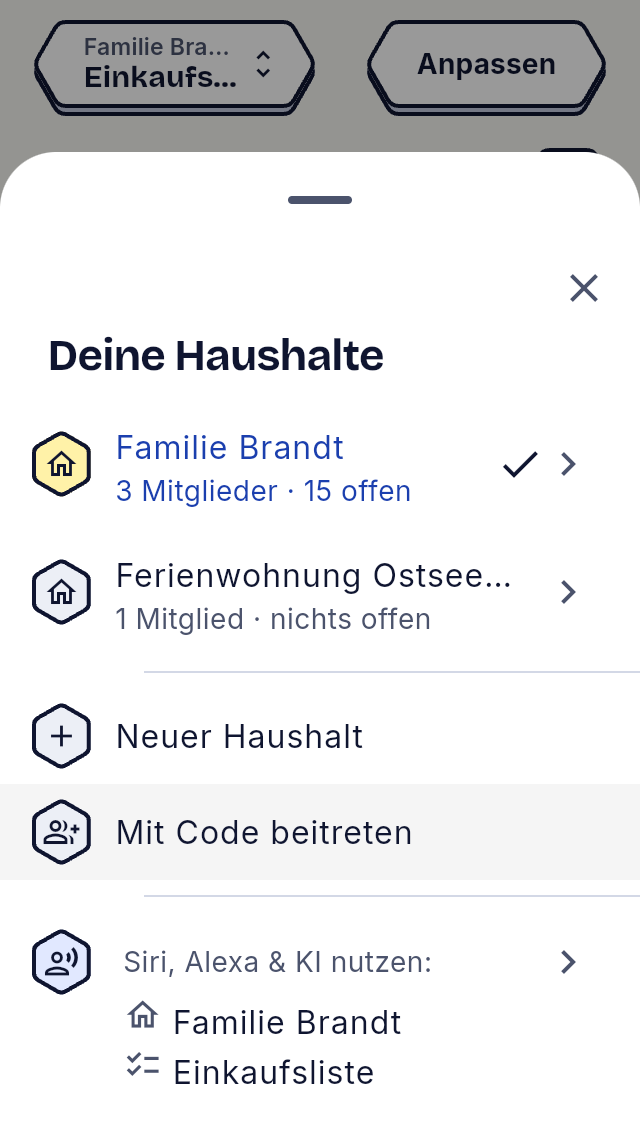 Familie Bra...
Einkaufs...
Anpassen
Deine Haushalte
Familie Brandt
3 Mitglieder · 15 offen
Ferienwohnung Ostsee...
1 Mitglied · nichts offen
Neuer Haushalt
Mit Code beitreten
Siri, Alexa & KI nutzen:
Familie Brandt
Einkaufsliste